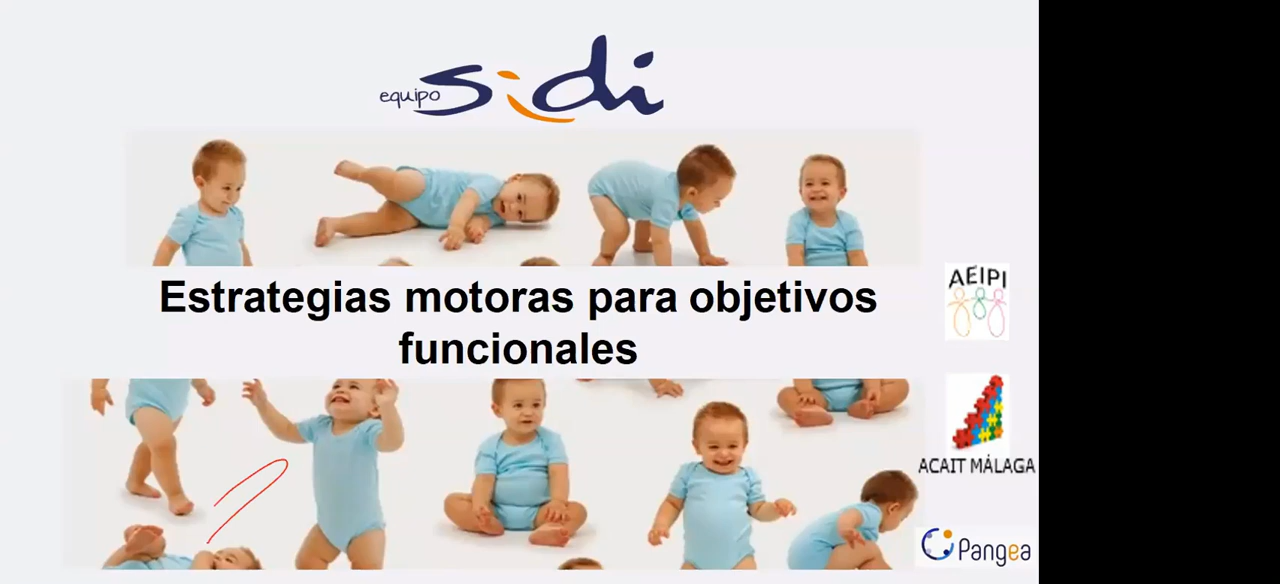 equipo sidi
Estrategias motoras para objetivos
funcionales
AEIPI
ACAIT MÁLAGA
Pangea